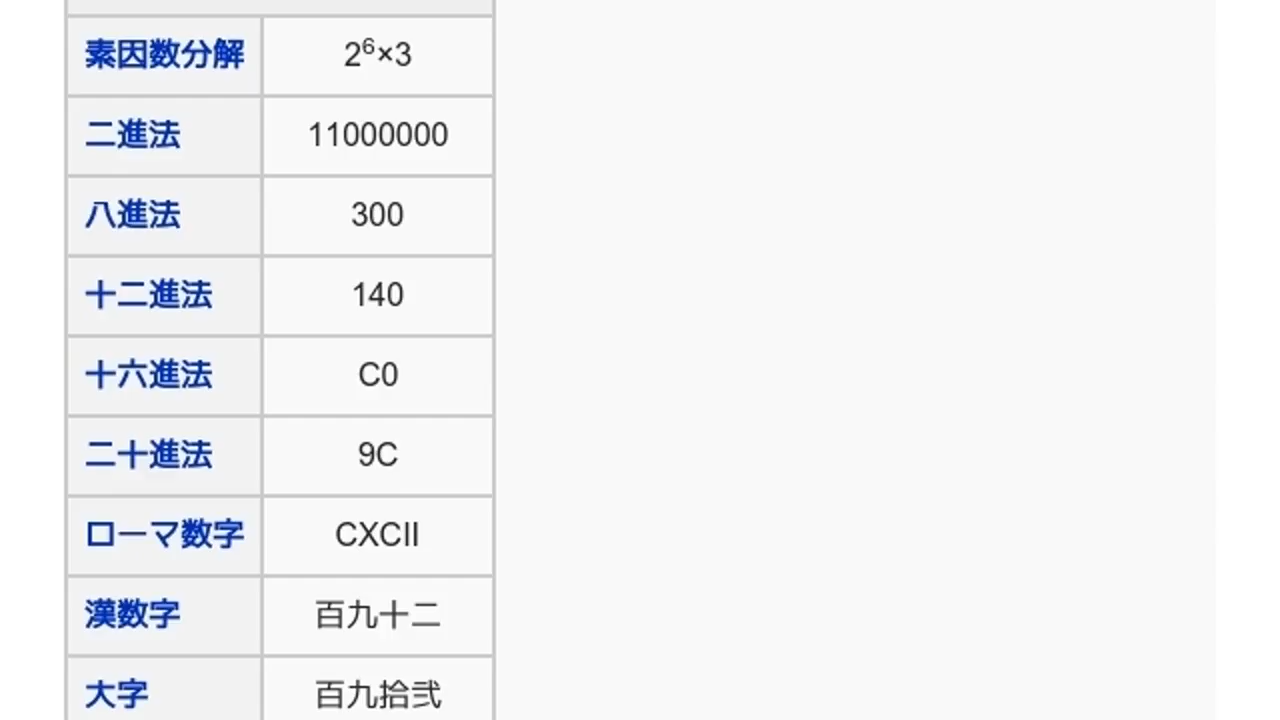 素因数分解 2⁶×3
二進法 11000000
八進法 300
十二進法 140
十六進法 C0
二十進法 9C
ローマ数字 CXCII
漢数字 百九十二
大字 百九拾弐